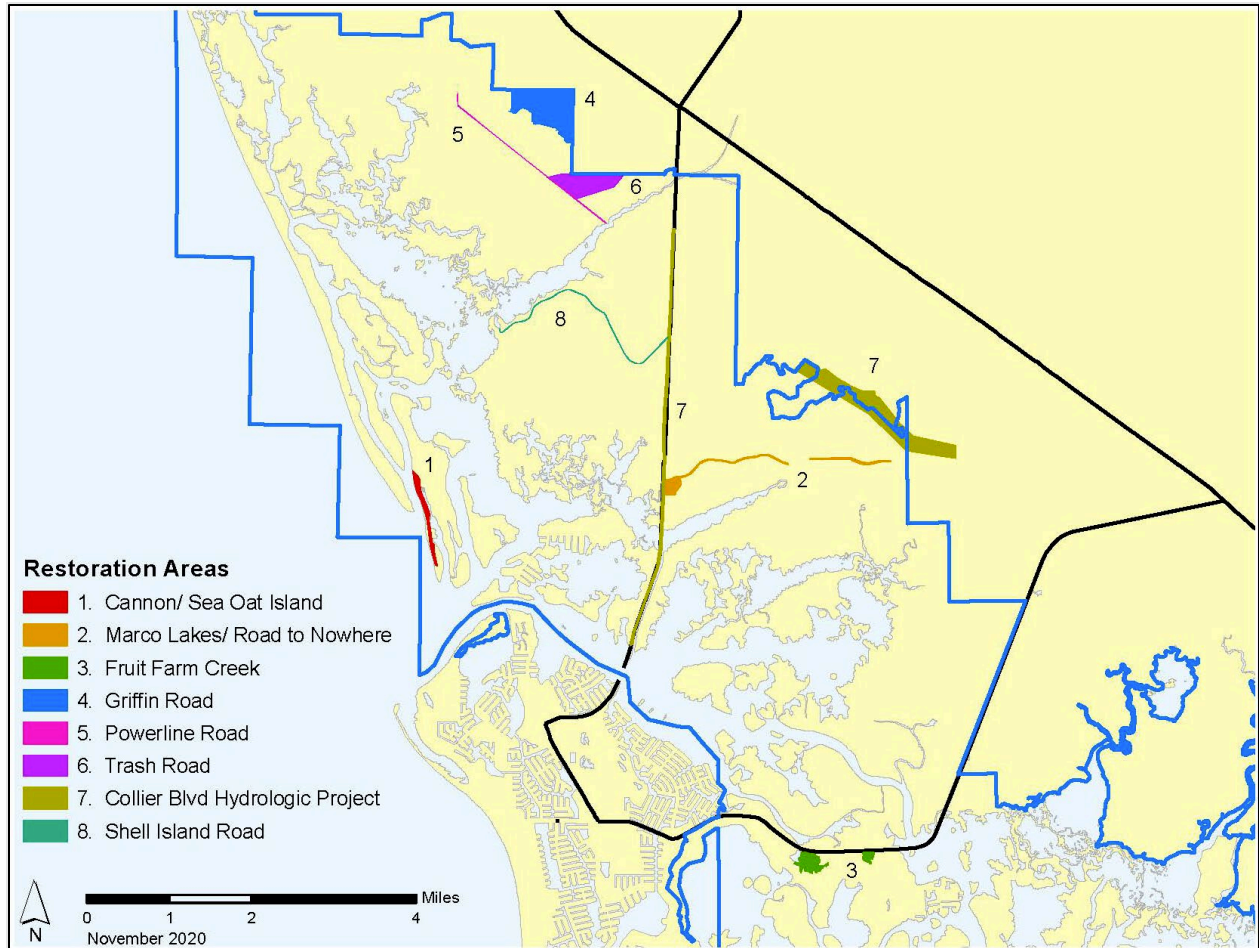 4
5
6
8
7
7
1
2
Restoration Areas
1. Cannon/ Sea Oat Island
2. Marco Lakes/ Road to Nowhere
3. Fruit Farm Creek
4. Griffin Road
5. Powerline Road
6. Trash Road
7. Collier Blvd Hydrologic Project
8. Shell Island Road
3
Miles
0 1 2 4
N
November 2020